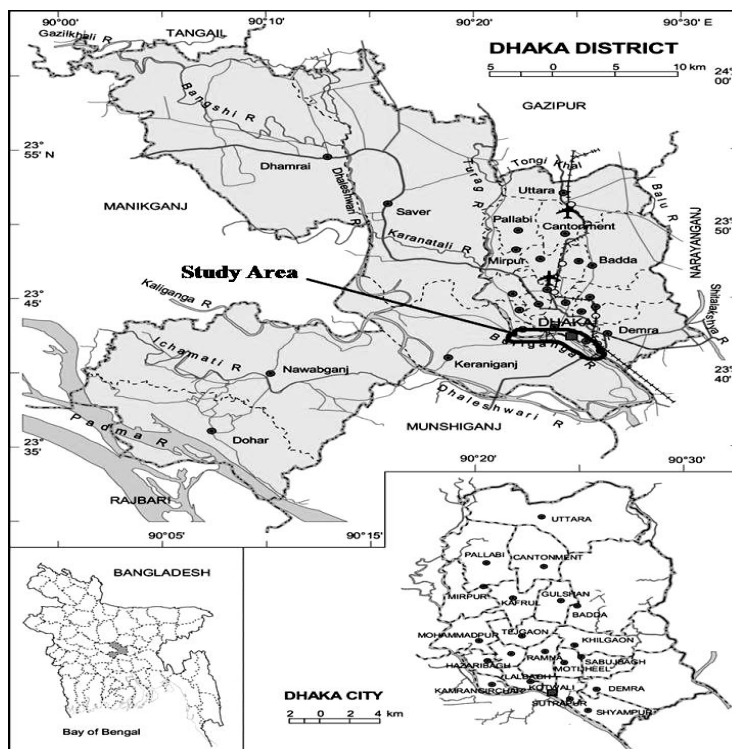 90°00'
90°10'
90°20'
90°30' E
Gazilkhali R
TANGAIL
DHAKA DISTRICT
5 0 5 10 km
24°
00'
GAZIPUR
Bangshi R
23°
55' N
Dhamrai
Dhaleshwari R
Turag R
Tongi Khal
Uttara
Balu R
MANIKGANJ
Saver
Pallabi
Cantonment
23°
50'
NARAYANGANJ
Karanatali R
Mirpur
Badda
Study Area
23°
45'
Kaliganga R
Shitalakshya R
DHAKA
Demra
Buriganga R
Ichamati R
Nawabganj
Keraniganj
23°
40'
Dhaleshwari R
Padma R
Dohar
MUNSHIGANJ
23°
35'
RAJBARI
90°20'
90°30'
90°05'
90°15'
UTTARA
BANGLADESH
PALLABI
CANTONMENT
MIRPUR
KAFRUL
GULSHAN
BADDA
MOHAMMADPUR
TEJGAON
KHILGAON
RAMNA
SABUJBAGH
HAZARIBAGH
MOTIJHEEL
LALBAGH
KOTWALI
DEMRA
KAMRANGIRCHAR
SUTRAPUR
SHYAMPUR
DHAKA CITY
2 0 4 km
Bay of Bengal